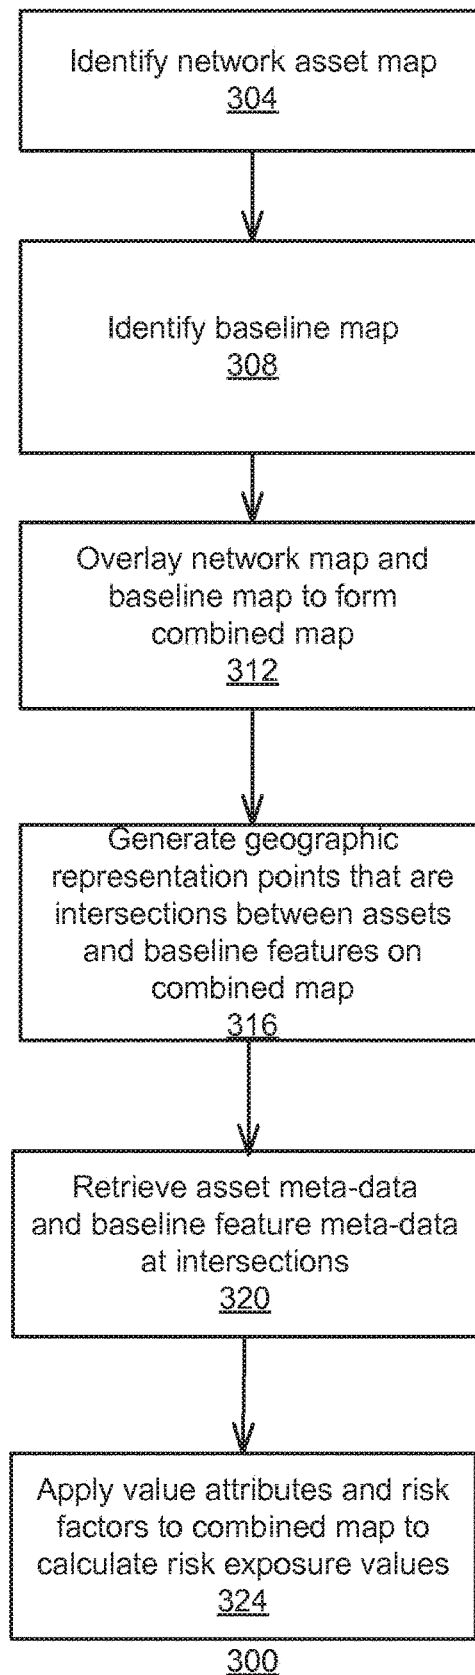 Identify network asset map
304
Identify baseline map
308
Overlay network map and
baseline map to form
combined map
312
Generate geographic
representation points that are
intersections between assets
and baseline features on
combined map
316
Retrieve asset meta-data
and baseline feature meta-data
at intersections
320
Apply value attributes and risk
factors to combined map to
calculate risk exposure values
324
300